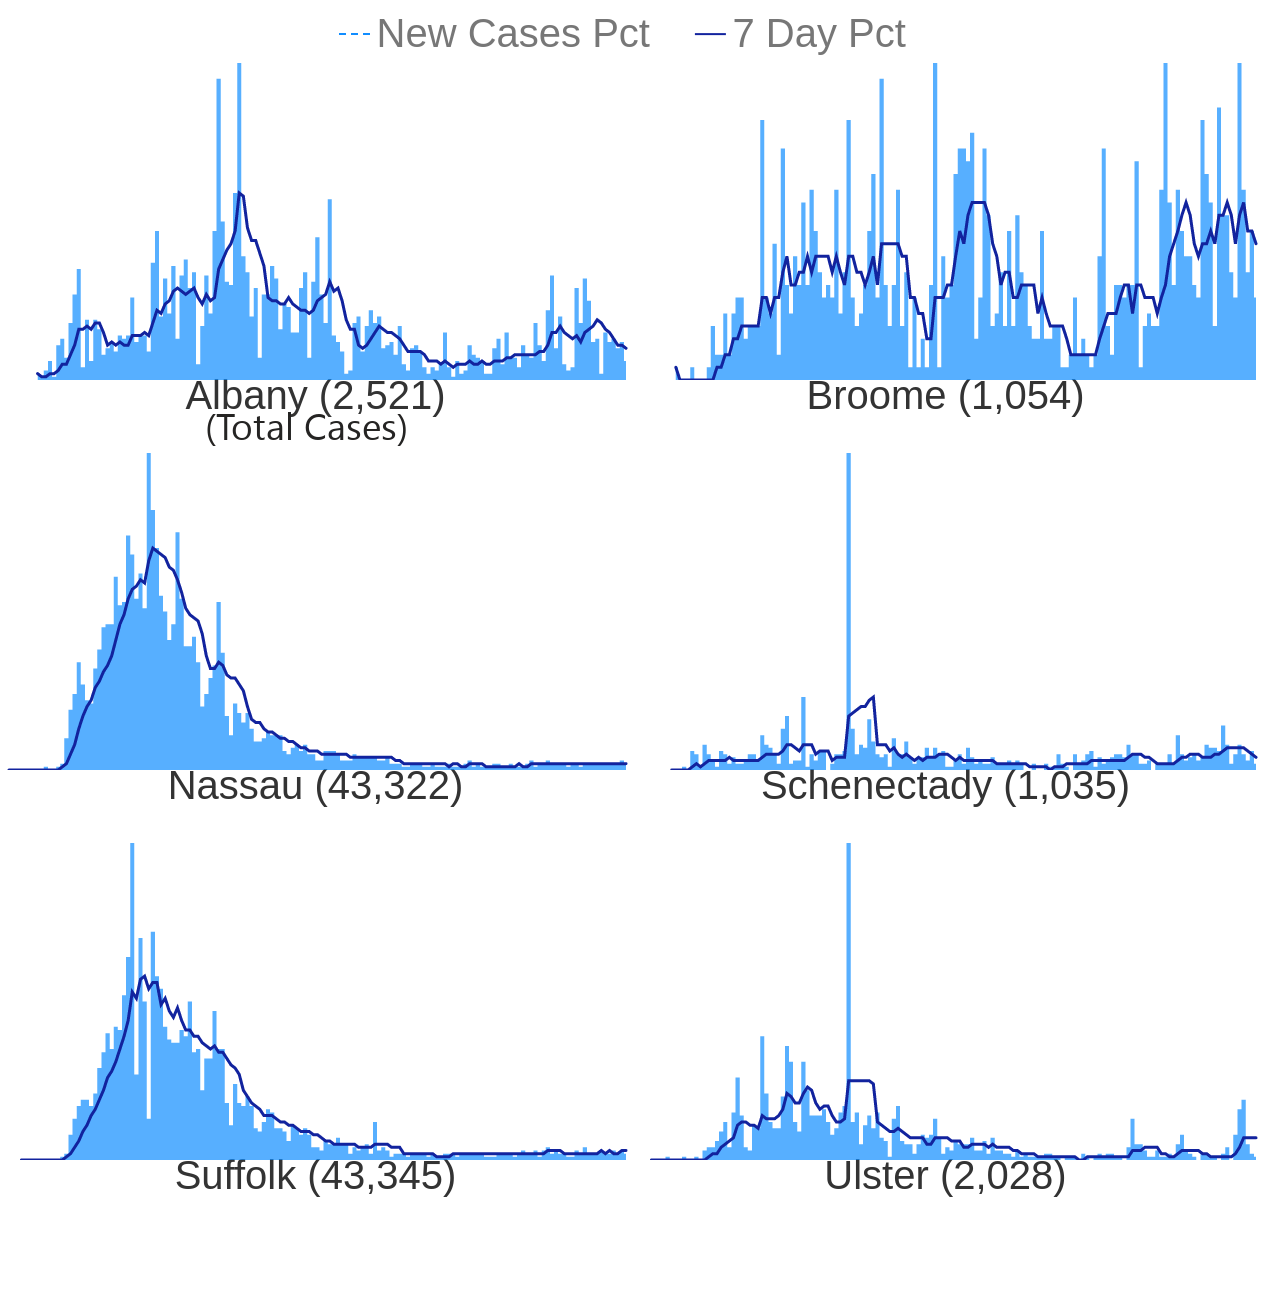 New Cases Pct 7 Day Pct
Albany (2,521) Broome (1,054)
(Total Cases)
Nassau (43,322) Schenectady (1,035)
Suffolk (43,345) Ulster (2,028)